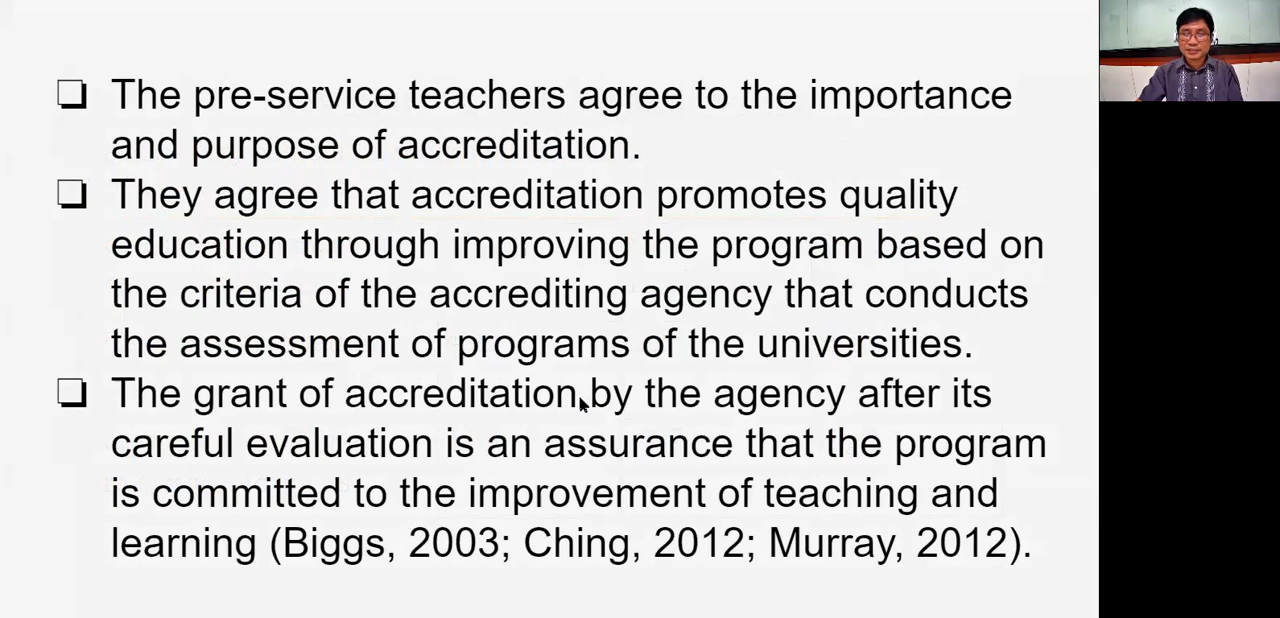 ❑ The pre-service teachers agree to the importance
and purpose of accreditation.
❑ They agree that accreditation promotes quality
education through improving the program based on
the criteria of the accrediting agency that conducts
the assessment of programs of the universities.
❑ The grant of accreditation by the agency after its
careful evaluation is an assurance that the program
is committed to the improvement of teaching and
learning (Biggs, 2003; Ching, 2012; Murray, 2012).